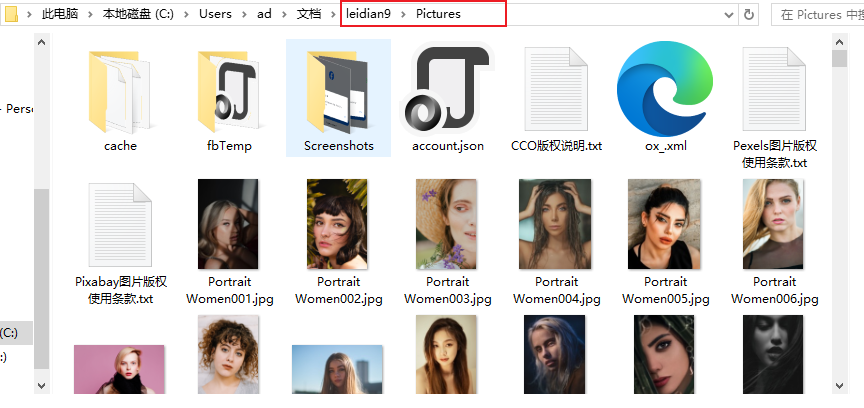 此电脑 > 本地磁盘 (C:) > Users > ad > 文档 > leidian9 > Pictures
在 Pictures 中
- Pers
cache
fbTemp
Screenshots
account.json
CCO版权说明.txt
ox_.xml
Pexels图片版权
使用条款.txt
Pixabay图片版权
使用条款.txt
Portrait
Women001.jpg
Portrait
Women002.jpg
Portrait
Women003.jpg
Portrait
Women004.jpg
Portrait
Women005.jpg
Portrait
Women006.jpg
(C:)
:)